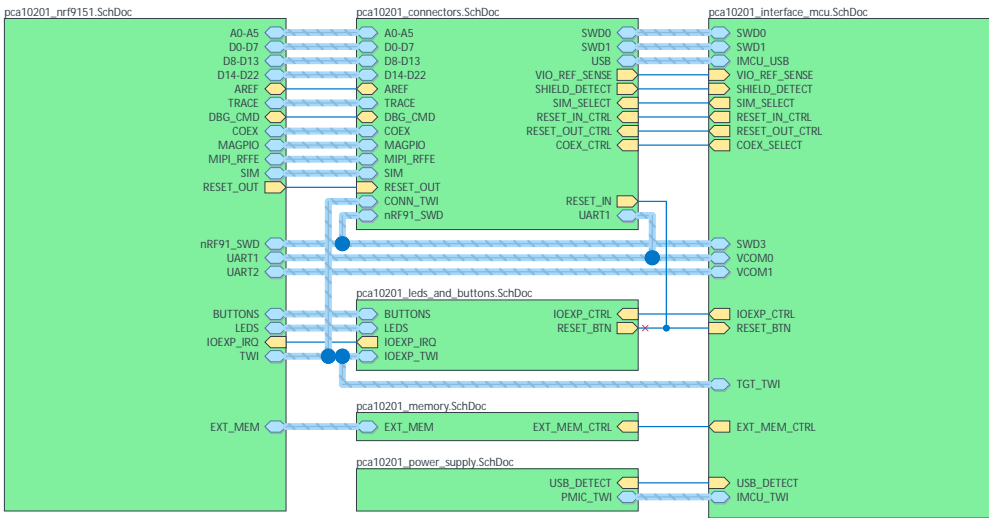 pca10201_nrf9151.SchDoc
A0-A5
D0-D7
D8-D13
D14-D22
AREF
TRACE
DBG_CMD
COEX
MAGPIO
MIPI_RFFE
SIM
RESET_OUT
nRF91_SWD
UART1
UART2
BUTTONS
LEDS
IOEXP_IRQ
TWI
EXT_MEM
pca10201_connectors.SchDoc
A0-A5 SWD0
D0-D7 SWD1
D8-D13 USB
D14-D22 VIO_REF_SENSE
AREF SHIELD_DETECT
TRACE SIM_SELECT
DBG_CMD RESET_IN_CTRL
COEX RESET_OUT_CTRL
MAGPIO COEX_CTRL
MIPI_RFFE
SIM
RESET_OUT
CONN_TWI RESET_IN
nRF91_SWD UART1
pca10201_leds_and_buttons.SchDoc
BUTTONS IOEXP_CTRL
LEDS RESET_BTN
IOEXP_IRQ
IOEXP_TWI
pca10201_memory.SchDoc
EXT_MEM EXT_MEM_CTRL
pca10201_power_supply.SchDoc
USB_DETECT
PMIC_TWI
pca10201_interface_mcu.SchDoc
SWD0
SWD1
IMCU_USB
VIO_REF_SENSE
SHIELD_DETECT
SIM_SELECT
RESET_IN_CTRL
RESET_OUT_CTRL
COEX_SELECT
SWD3
VCOM0
VCOM1
IOEXP_CTRL
RESET_BTN
TGT_TWI
EXT_MEM_CTRL
USB_DETECT
IMCU_TWI